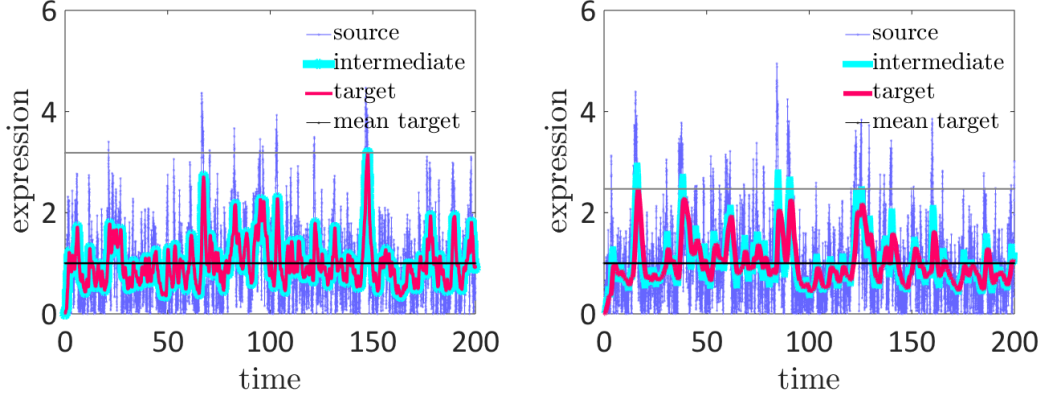 6
source
intermediate
4
target
mean target
expression
2
0
0
50
100
150
200
time
6
source
intermediate
4
target
mean target
expression
2
0
0
50
100
150
200
time